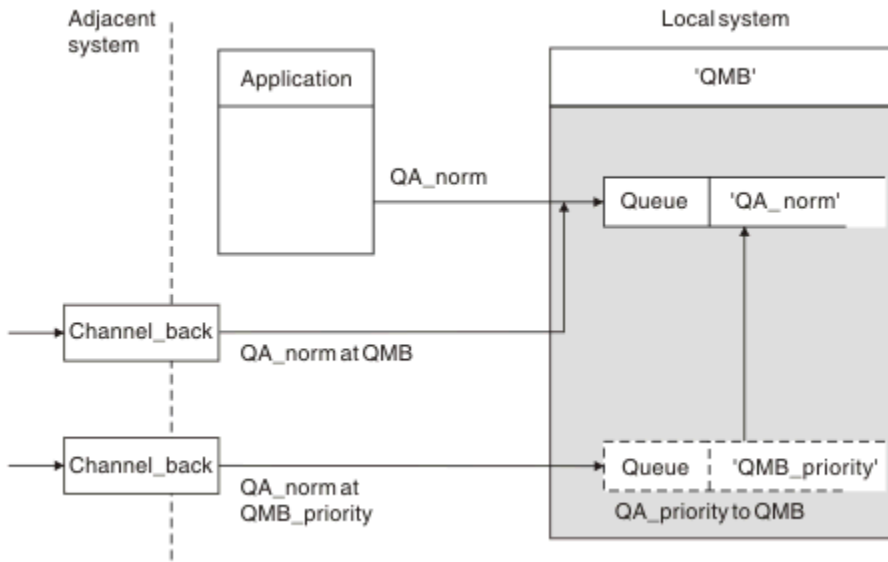 Adjacent
system
Local system
Application
'QMB'
QA_norm
Queue
'QA_norm'
Channel_back
QA_norm at QMB
Channel_back
QA_norm at
QMB_priority
Queue
'QMB_priority'
QA_priority to QMB